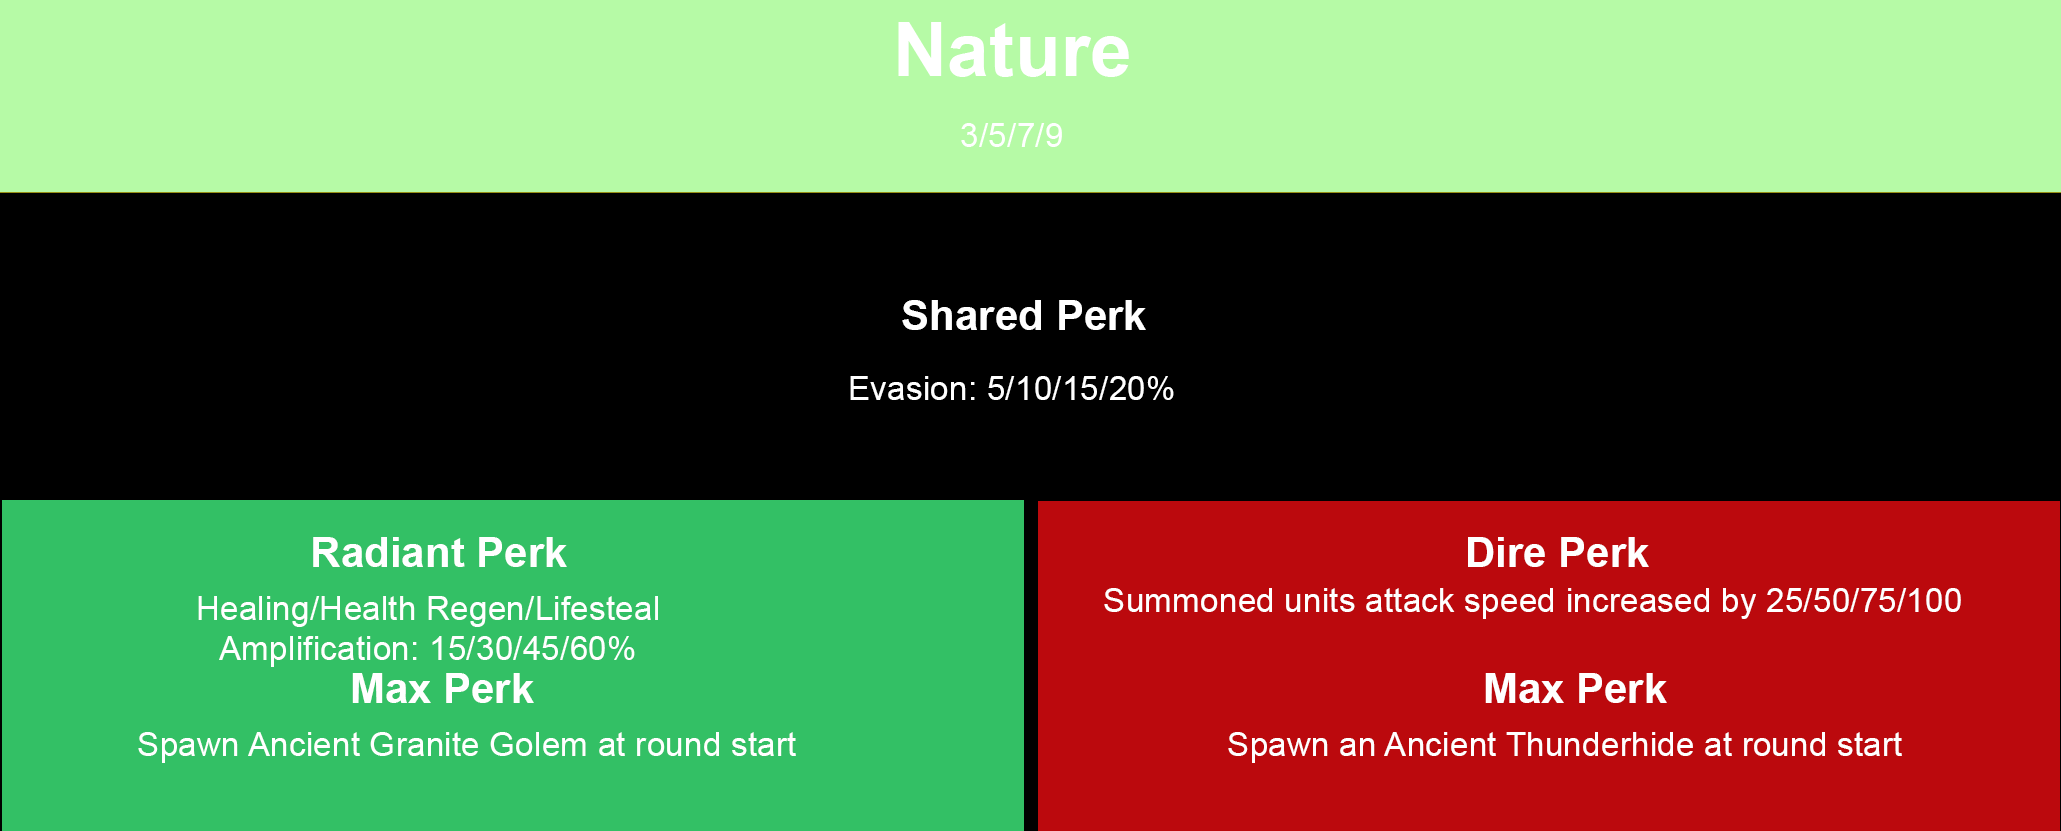 Nature
3/5/7/9
Shared Perk
Evasion: 5/10/15/20%
Radiant Perk
Healing/Health Regen/Lifesteal
Amplification: 15/30/45/60%
Max Perk
Spawn Ancient Granite Golem at round start
Dire Perk
Summoned units attack speed increased by 25/50/75/100
Max Perk
Spawn an Ancient Thunderhide at round start